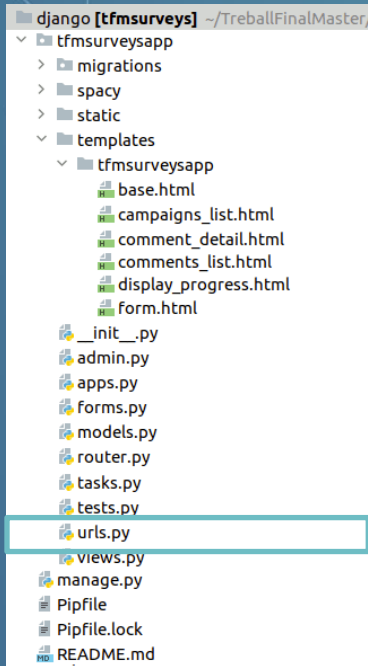 django [tfmsurveys] ~/TreballFinalMaster/
tfmsurveysapp
migrations
spacy
static
templates
tfmsurveysapp
base.html
campaigns_list.html
comment_detail.html
comments_list.html
display_progress.html
form.html
__init__.py
admin.py
apps.py
forms.py
models.py
router.py
tasks.py
tests.py
urls.py
views.py
manage.py
Pipfile
Pipfile.lock
README.md